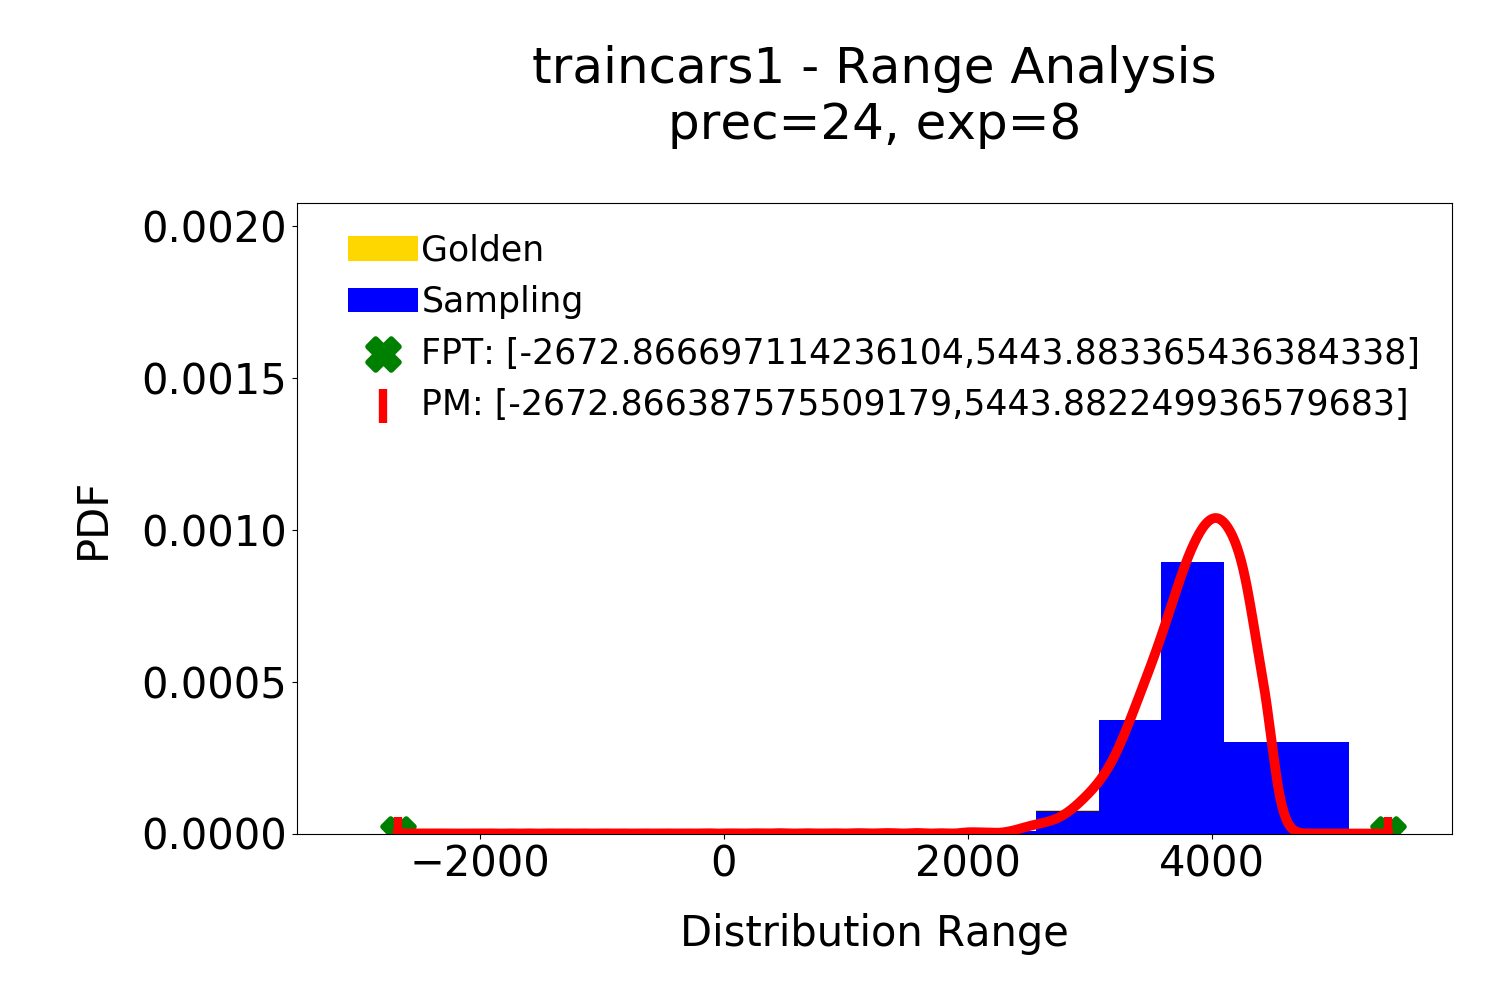 traincars1 - Range Analysis
prec=24, exp=8
0.0020
0.0015
0.0010
0.0005
0.0000
PDF
Golden
Sampling
FPT: [-2672.866697114236104,5443.883365436384338]
PM: [-2672.866387575509179,5443.882249936579683]
−2000
0
2000
4000
Distribution Range